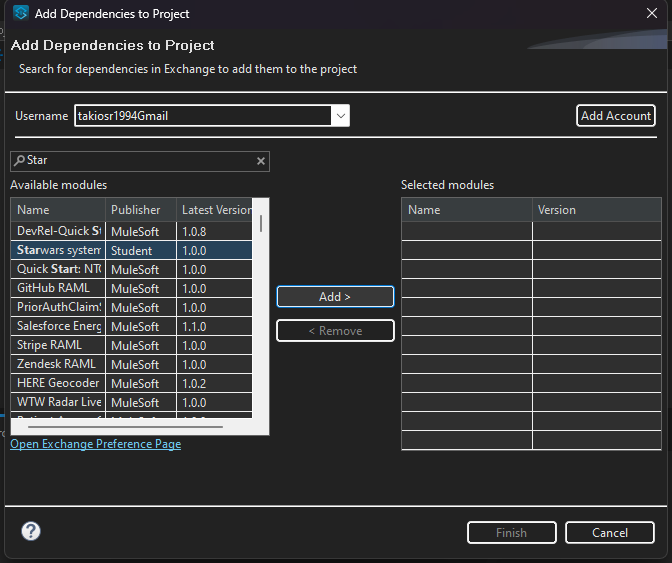 Add Dependencies to Project
Add Dependencies to Project
Search for dependencies in Exchange to add them to the project
Username takiosr1994Gmail Add Account
Star
Available modules
Name Publisher Latest Version
DevRel-Quick St MuleSoft 1.0.8
Starwars system Student 1.0.0
Quick Start: NTO MuleSoft 1.0.0
GitHub RAML MuleSoft 1.0.0
PriorAuthClaimS MuleSoft 1.0.0
Salesforce Energ MuleSoft 1.1.0
Stripe RAML MuleSoft 1.0.0
Zendesk RAML MuleSoft 1.0.0
HERE Geocoder MuleSoft 1.0.2
WTW Radar Live MuleSoft 1.0.0
Open Exchange Preference Page
Add >
< Remove
Selected modules
Name Version
?
Finish Cancel